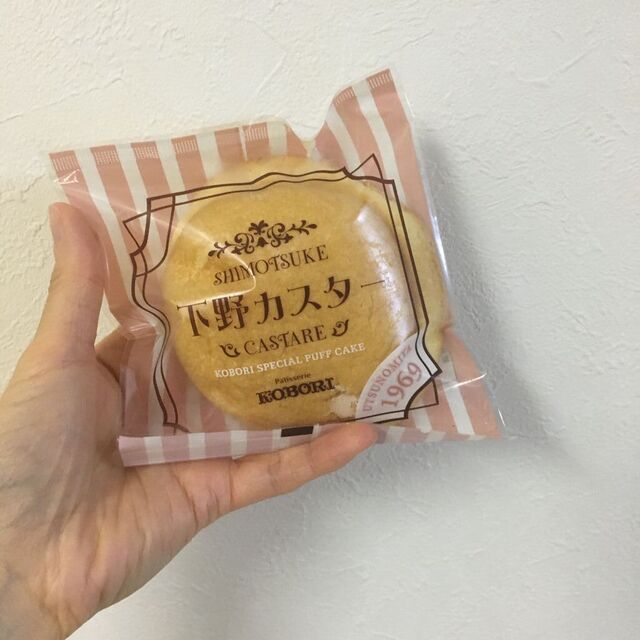 SHIMOTSUKE
下野カスター
CASTARE
KOBORI SPECIAL PUFF CAKE
Patisserie
KOBORI
UTSUNOMIYA
1969